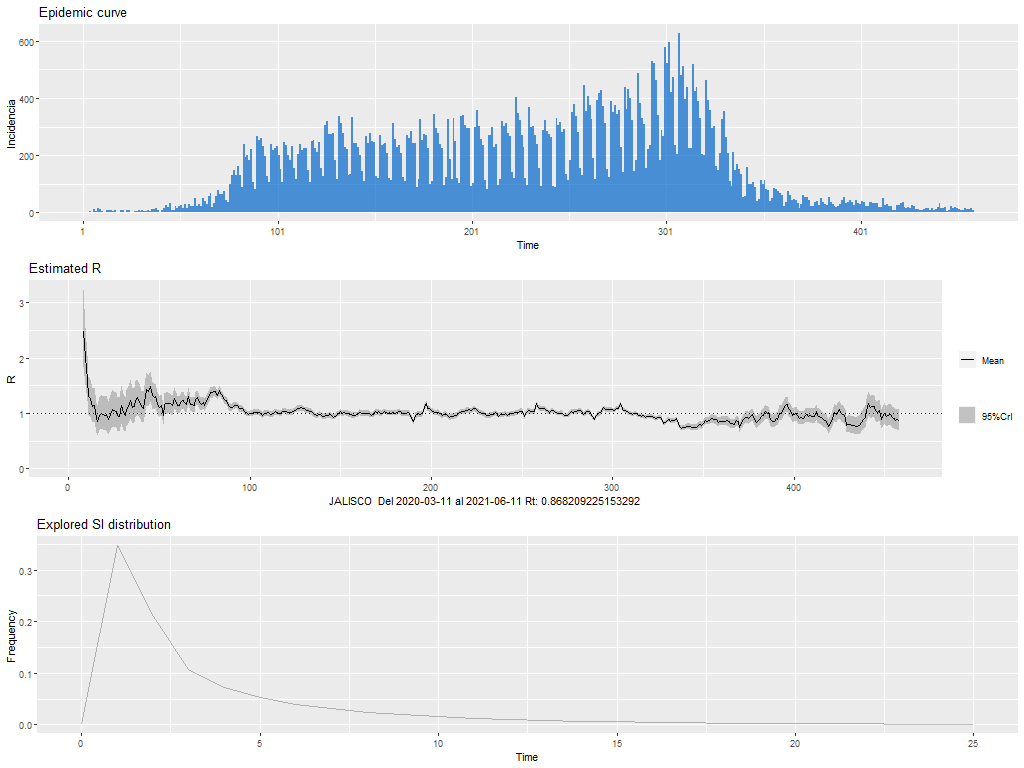 Epidemic curve
Incidencia
600
400
200
0
1
101
201
301
401
Time
Estimated R
R
3
2
1
0
0
100
200
300
400
Mean
95%CrI
JALISCO Del 2020-03-11 al 2021-06-11 Rt: 0.868209225153292
Explored SI distribution
Frequency
0.3
0.2
0.1
0.0
0
5
10
15
20
25
Time